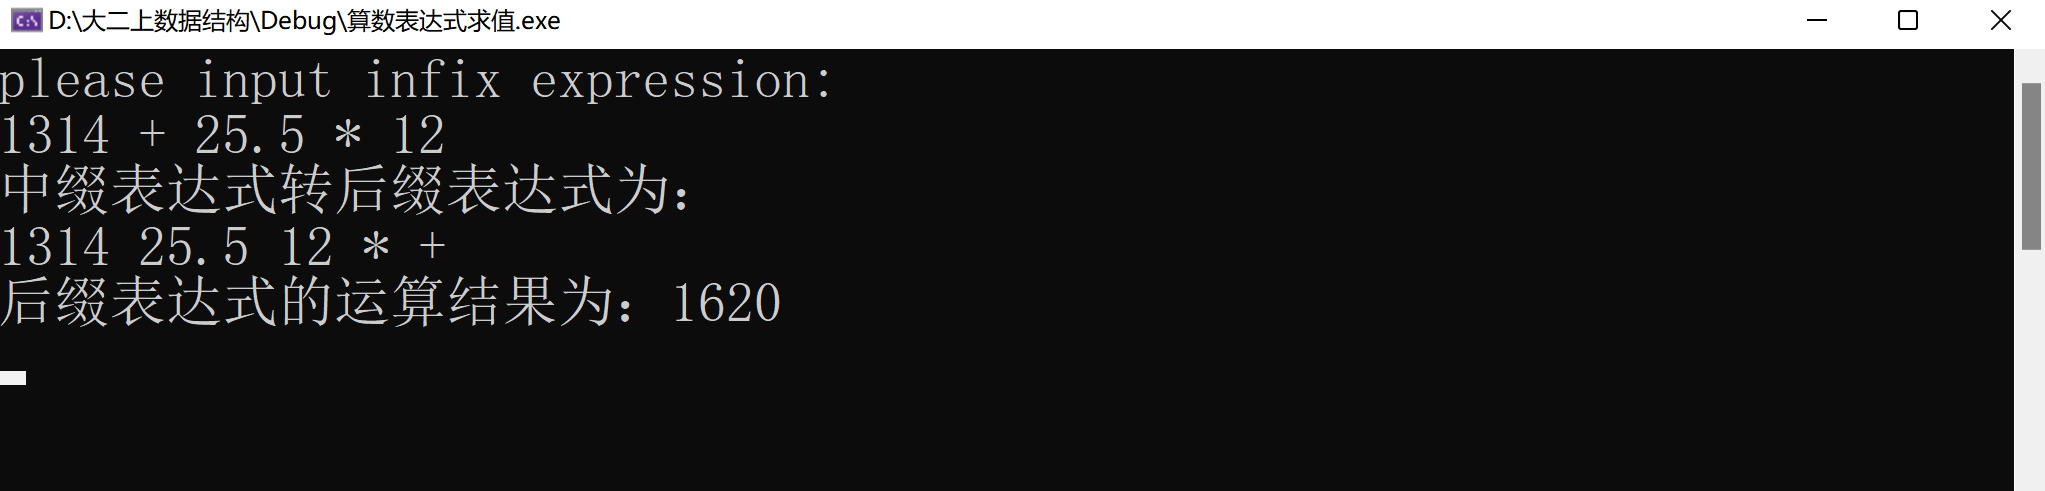 D:\大二上数据结构\Debug\算数表达式求值.exe
please input infix expression:
1314 + 25.5 * 12
中缀表达式转后缀表达式为：
1314 25.5 12 * +
后缀表达式的运算结果为：1620